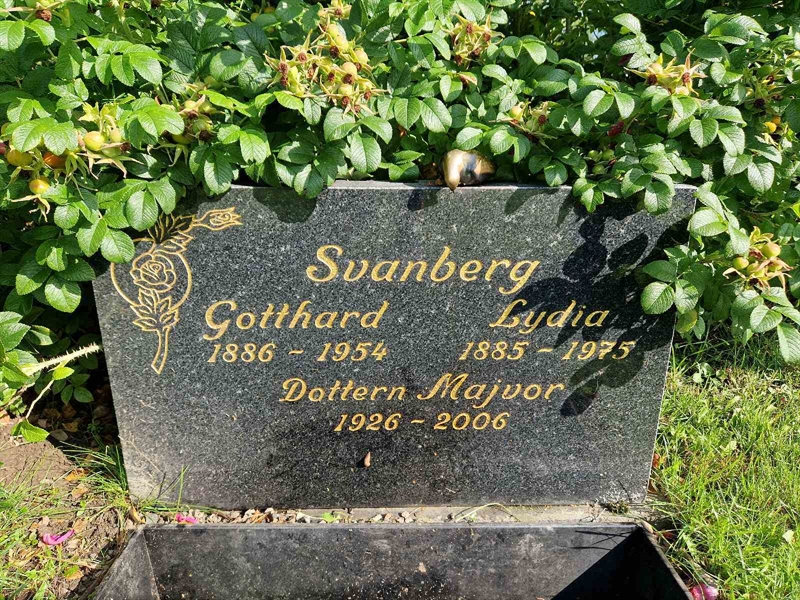 Svanberg
Gotthard Lydia
1886 - 1954 1885 - 1975
Dottern Majvor
1926 - 2006